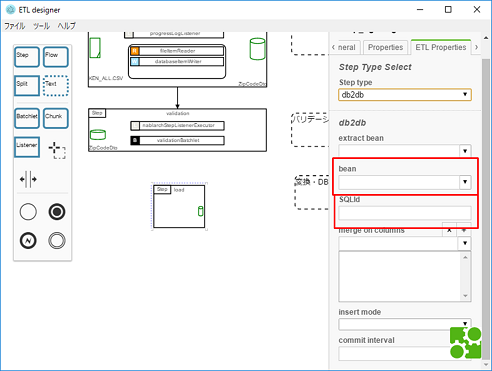 ETL designer
ファイル ツール ヘルプ
Step
Flow
Split
Text
Batchlet
Chunk
Listener
progressLogListener
fileItemReader
databaseItemWriter
KEN_ALL.CSV
ZipCodeDto
Step
validation
nablarchStepListenerExecutor
validationBatchlet
ZipCodeDto
バリデーシ
Step
load
変換・DB
neral
Properties
ETL Properties
Step Type Select
Step type
db2db
db2db
extract bean
bean
SQLId
merge on columns
x +
insert mode
commit interval